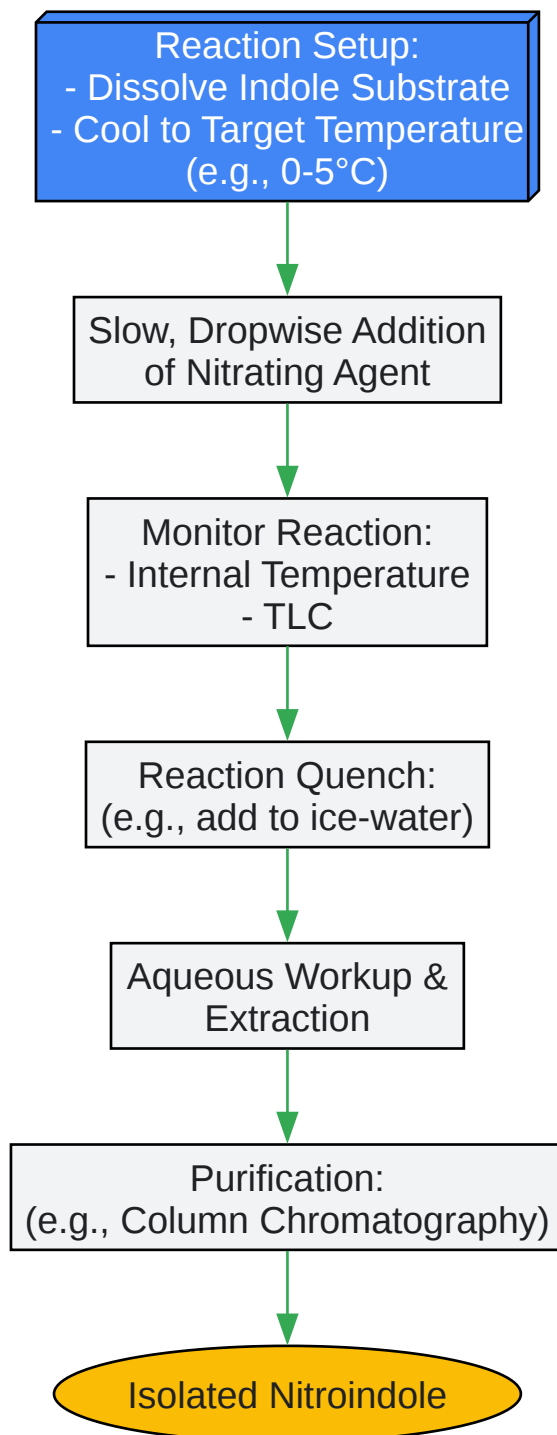 Reaction Setup:
- Dissolve Indole Substrate
- Cool to Target Temperature
(e.g., 0-5°C)
Slow, Dropwise Addition
of Nitrating Agent
Monitor Reaction:
- Internal Temperature
- TLC
Reaction Quench:
(e.g., add to ice-water)
Aqueous Workup &
Extraction
Purification:
(e.g., Column Chromatography)
Isolated Nitroindole